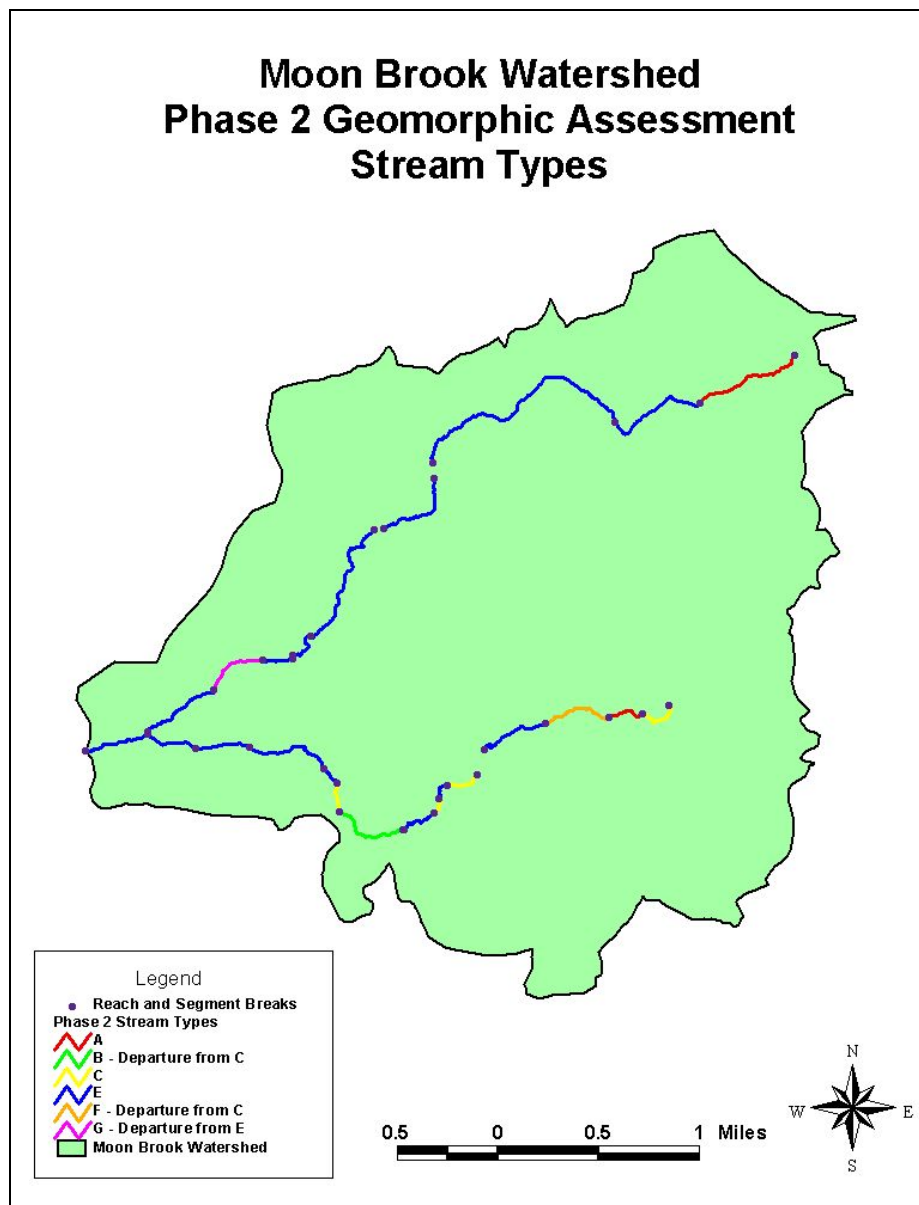 Moon Brook Watershed
Phase 2 Geomorphic Assessment
Stream Types
Legend
Reach and Segment Breaks
Phase 2 Stream Types
A
B - Departure from C
C
E
F - Departure from C
G - Departure from E
Moon Brook Watershed
0.5 0 0.5 1 Miles
N
W E
S